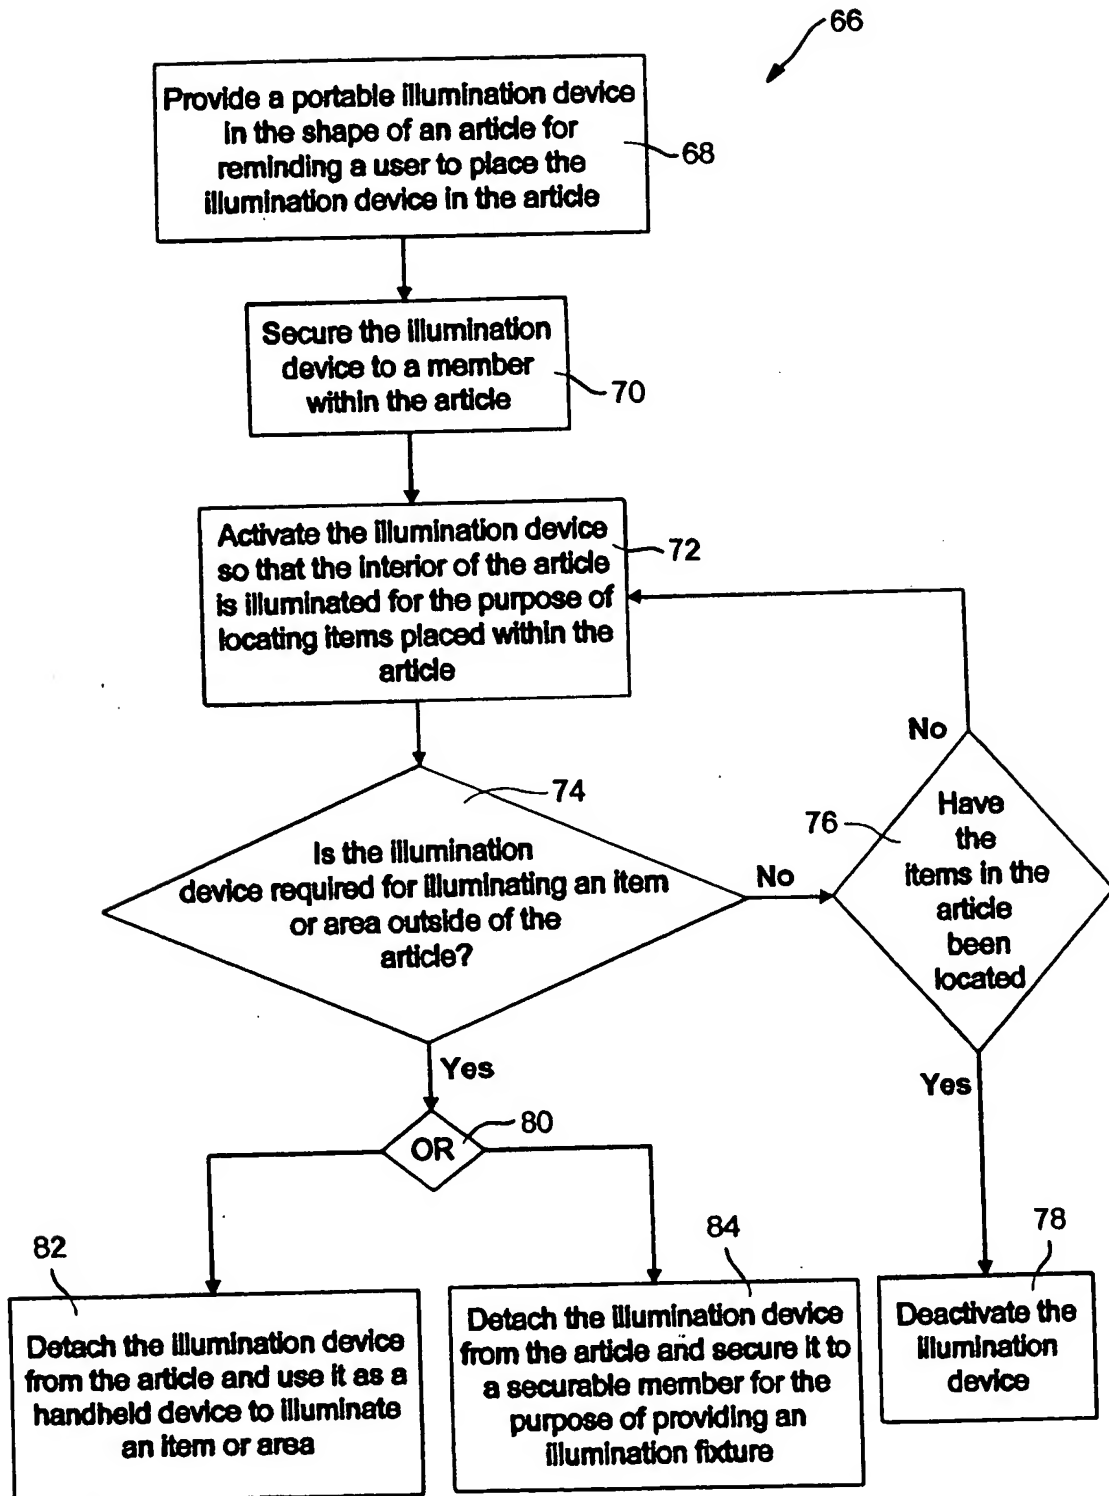 66
Provide a portable illumination device
in the shape of an article for
reminding a user to place the
illumination device in the article
68
Secure the illumination
device to a member
within the article
70
Activate the illumination device
so that the interior of the article
is illuminated for the purpose of
locating items placed within the
article
72
74
Is the illumination
device required for illuminating an item
or area outside of the
article?
No
76
Have
the
items in the
article
been
located
No
Yes
Yes
OR
80
82
Detach the illumination device
from the article and use it as a
handheld device to illuminate
an item or area
84
Detach the illumination device
from the article and secure it to
a securable member for the
purpose of providing an
illumination fixture
78
Deactivate the
illumination
device